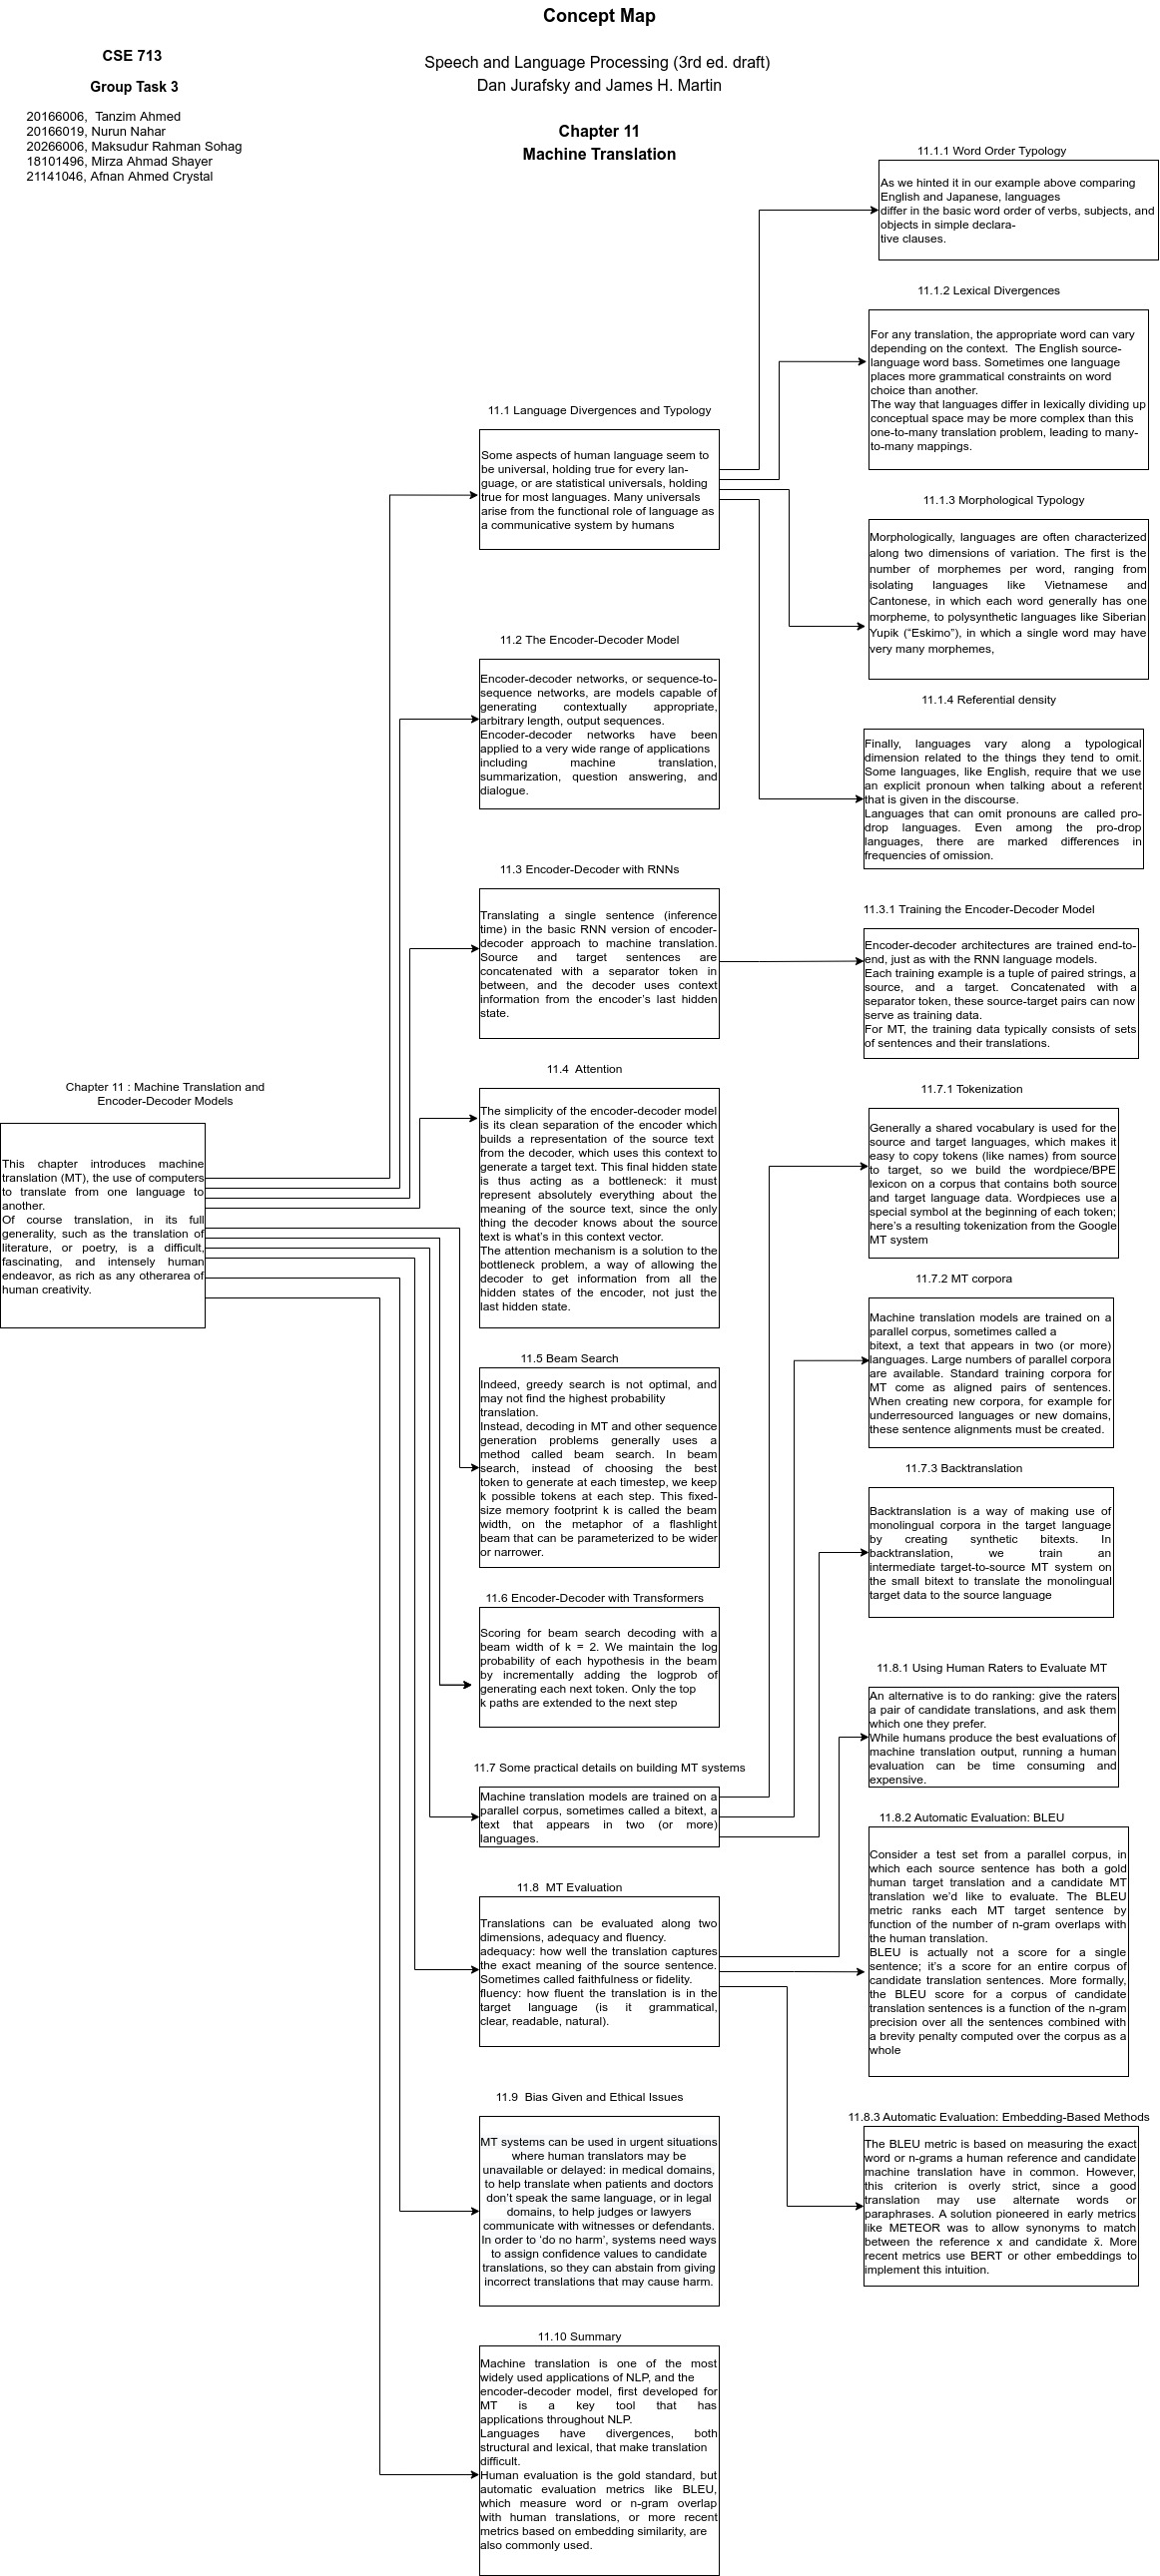 Concept Map
CSE 713
Group Task 3
20166006,  Tanzim Ahmed
20166019, Nurun Nahar
20266006, Maksudur Rahman Sohag
18101496, Mirza Ahmad Shayer
21141046, Afnan Ahmed Crystal
Speech and Language Processing (3rd ed. draft)
Dan Jurafsky and James H. Martin
Chapter 11
Machine Translation
Chapter 11 : Machine Translation and
Encoder-Decoder Models
This chapter introduces machine
translation (MT), the use of computers
to translate from one language to
another.
Of course translation, in its full
generality, such as the translation of
literature, or poetry, is a difficult,
fascinating, and intensely human
endeavor, as rich as any otherarea of
human creativity.
11.1 Language Divergences and Typology
Some aspects of human language seem to
be universal, holding true for every lan-
guage, or are statistical universals, holding
true for most languages. Many universals
arise from the functional role of language as
a communicative system by humans
11.2 The Encoder-Decoder Model
Encoder-decoder networks, or sequence-to-
sequence networks, are models capable of
generating contextually appropriate,
arbitrary length, output sequences.
Encoder-decoder networks have been
applied to a very wide range of applications
including machine translation,
summarization, question answering, and
dialogue.
11.3 Encoder-Decoder with RNNs
Translating a single sentence (inference
time) in the basic RNN version of encoder-
decoder approach to machine translation.
Source and target sentences are
concatenated with a separator token in
between, and the decoder uses context
information from the encoder's last hidden
state.
11.4  Attention
The simplicity of the encoder-decoder model
is its clean separation of the encoder which
builds a representation of the source text
from the decoder, which uses this context to
generate a target text. This final hidden state
is thus acting as a bottleneck: it must
represent absolutely everything about the
meaning of the source text, since the only
thing the decoder knows about the source
text is what's in this context vector.
The attention mechanism is a solution to the
bottleneck problem, a way of allowing the
decoder to get information from all the
hidden states of the encoder, not just the
last hidden state.
11.5 Beam Search
Indeed, greedy search is not optimal, and
may not find the highest probability
translation.
Instead, decoding in MT and other sequence
generation problems generally uses a
method called beam search. In beam
search, instead of choosing the best
token to generate at each timestep, we keep
k possible tokens at each step. This fixed-
size memory footprint k is called the beam
width, on the metaphor of a flashlight
beam that can be parameterized to be wider
or narrower.
11.6 Encoder-Decoder with Transformers
Scoring for beam search decoding with a
beam width of k = 2. We maintain the log
probability of each hypothesis in the beam
by incrementally adding the logprob of
generating each next token. Only the top
k paths are extended to the next step
11.7 Some practical details on building MT systems
Machine translation models are trained on a
parallel corpus, sometimes called a bitext, a
text that appears in two (or more)
languages.
11.8  MT Evaluation
Translations can be evaluated along two
dimensions, adequacy and fluency.
adequacy: how well the translation captures
the exact meaning of the source sentence.
Sometimes called faithfulness or fidelity.
fluency: how fluent the translation is in the
target language (is it grammatical,
clear, readable, natural).
11.9  Bias Given and Ethical Issues
MT systems can be used in urgent situations
where human translators may be
unavailable or delayed: in medical domains,
to help translate when patients and doctors
don't speak the same language, or in legal
domains, to help judges or lawyers
communicate with witnesses or defendants.
In order to 'do no harm', systems need ways
to assign confidence values to candidate
translations, so they can abstain from giving
incorrect translations that may cause harm.
11.10 Summary
Machine translation is one of the most
widely used applications of NLP, and the
encoder-decoder model, first developed for
MT is a key tool that has
applications throughout NLP.
Languages have divergences, both
structural and lexical, that make translation
difficult.
Human evaluation is the gold standard, but
automatic evaluation metrics like BLEU,
which measure word or n-gram overlap
with human translations, or more recent
metrics based on embedding similarity, are
also commonly used.
11.1.1 Word Order Typology
As we hinted it in our example above comparing
English and Japanese, languages
differ in the basic word order of verbs, subjects, and
objects in simple declara-
tive clauses.
11.1.2 Lexical Divergences
For any translation, the appropriate word can vary
depending on the context.  The English source-
language word bass. Sometimes one language
places more grammatical constraints on word
choice than another.
The way that languages differ in lexically dividing up
conceptual space may be more complex than this
one-to-many translation problem, leading to many-
to-many mappings.
11.1.3 Morphological Typology
Morphologically, languages are often characterized
along two dimensions of variation. The first is the
number of morphemes per word, ranging from
isolating languages like Vietnamese and
Cantonese, in which each word generally has one
morpheme, to polysynthetic languages like Siberian
Yupik (“Eskimo”), in which a single word may have
very many morphemes,
11.1.4 Referential density
Finally, languages vary along a typological
dimension related to the things they tend to omit.
Some languages, like English, require that we use
an explicit pronoun when talking about a referent
that is given in the discourse.
Languages that can omit pronouns are called pro-
drop languages. Even among the pro-drop
languages, there are marked differences in
frequencies of omission.
11.3.1 Training the Encoder-Decoder Model
Encoder-decoder architectures are trained end-to-
end, just as with the RNN language models.
Each training example is a tuple of paired strings, a
source, and a target. Concatenated with a
separator token, these source-target pairs can now
serve as training data.
For MT, the training data typically consists of sets
of sentences and their translations.
11.7.1 Tokenization
Generally a shared vocabulary is used for the
source and target languages, which makes it
easy to copy tokens (like names) from source
to target, so we build the wordpiece/BPE
lexicon on a corpus that contains both source
and target language data. Wordpieces use a
special symbol at the beginning of each token;
here's a resulting tokenization from the Google
MT system
11.7.2 MT corpora
Machine translation models are trained on a
parallel corpus, sometimes called a
bitext, a text that appears in two (or more)
languages. Large numbers of parallel corpora
are available. Standard training corpora for
MT come as aligned pairs of sentences.
When creating new corpora, for example for
underresourced languages or new domains,
these sentence alignments must be created.
11.7.3 Backtranslation
Backtranslation is a way of making use of
monolingual corpora in the target language
by creating synthetic bitexts. In
backtranslation, we train an
intermediate target-to-source MT system on
the small bitext to translate the monolingual
target data to the source language
11.8.1 Using Human Raters to Evaluate MT
An alternative is to do ranking: give the raters
a pair of candidate translations, and ask them
which one they prefer.
While humans produce the best evaluations of
machine translation output, running a human
evaluation can be time consuming and
expensive.
11.8.2 Automatic Evaluation: BLEU
Consider a test set from a parallel corpus, in
which each source sentence has both a gold
human target translation and a candidate MT
translation we'd like to evaluate. The BLEU
metric ranks each MT target sentence by
function of the number of n-gram overlaps with
the human translation.
BLEU is actually not a score for a single
sentence; it's a score for an entire corpus of
candidate translation sentences. More formally,
the BLEU score for a corpus of candidate
translation sentences is a function of the n-gram
precision over all the sentences combined with
a brevity penalty computed over the corpus as a
whole
11.8.3 Automatic Evaluation: Embedding-Based Methods
The BLEU metric is based on measuring the exact
word or n-grams a human reference and candidate
machine translation have in common. However,
this criterion is overly strict, since a good
translation may use alternate words or
paraphrases. A solution pioneered in early metrics
like METEOR was to allow synonyms to match
between the reference x and candidate x̃. More
recent metrics use BERT or other embeddings to
implement this intuition.